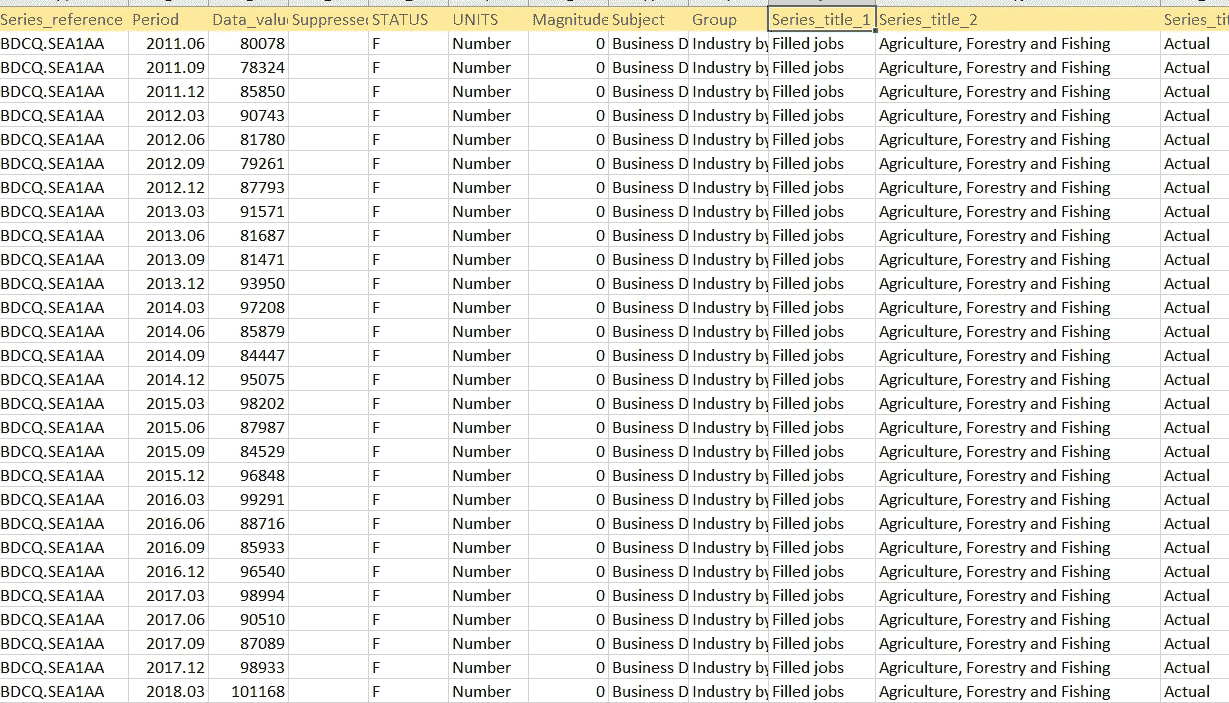 Series_reference Period Data_valu Suppresse STATUS UNITS Magnitude Subject Group Series_title_1 Series_title_2 Series_tit
BDCQ.SEA1AA 2011.06 80078 F Number 0 Business D Industry by Filled jobs Agriculture, Forestry and Fishing Actual
BDCQ.SEA1AA 2011.09 78324 F Number 0 Business D Industry by Filled jobs Agriculture, Forestry and Fishing Actual
BDCQ.SEA1AA 2011.12 85850 F Number 0 Business D Industry by Filled jobs Agriculture, Forestry and Fishing Actual
BDCQ.SEA1AA 2012.03 90743 F Number 0 Business D Industry by Filled jobs Agriculture, Forestry and Fishing Actual
BDCQ.SEA1AA 2012.06 81780 F Number 0 Business D Industry by Filled jobs Agriculture, Forestry and Fishing Actual
BDCQ.SEA1AA 2012.09 79261 F Number 0 Business D Industry by Filled jobs Agriculture, Forestry and Fishing Actual
BDCQ.SEA1AA 2012.12 87793 F Number 0 Business D Industry by Filled jobs Agriculture, Forestry and Fishing Actual
BDCQ.SEA1AA 2013.03 91571 F Number 0 Business D Industry by Filled jobs Agriculture, Forestry and Fishing Actual
BDCQ.SEA1AA 2013.06 81687 F Number 0 Business D Industry by Filled jobs Agriculture, Forestry and Fishing Actual
BDCQ.SEA1AA 2013.09 81471 F Number 0 Business D Industry by Filled jobs Agriculture, Forestry and Fishing Actual
BDCQ.SEA1AA 2013.12 93950 F Number 0 Business D Industry by Filled jobs Agriculture, Forestry and Fishing Actual
BDCQ.SEA1AA 2014.03 97208 F Number 0 Business D Industry by Filled jobs Agriculture, Forestry and Fishing Actual
BDCQ.SEA1AA 2014.06 85879 F Number 0 Business D Industry by Filled jobs Agriculture, Forestry and Fishing Actual
BDCQ.SEA1AA 2014.09 84447 F Number 0 Business D Industry by Filled jobs Agriculture, Forestry and Fishing Actual
BDCQ.SEA1AA 2014.12 95075 F Number 0 Business D Industry by Filled jobs Agriculture, Forestry and Fishing Actual
BDCQ.SEA1AA 2015.03 98202 F Number 0 Business D Industry by Filled jobs Agriculture, Forestry and Fishing Actual
BDCQ.SEA1AA 2015.06 87987 F Number 0 Business D Industry by Filled jobs Agriculture, Forestry and Fishing Actual
BDCQ.SEA1AA 2015.09 84529 F Number 0 Business D Industry by Filled jobs Agriculture, Forestry and Fishing Actual
BDCQ.SEA1AA 2015.12 96848 F Number 0 Business D Industry by Filled jobs Agriculture, Forestry and Fishing Actual
BDCQ.SEA1AA 2016.03 99291 F Number 0 Business D Industry by Filled jobs Agriculture, Forestry and Fishing Actual
BDCQ.SEA1AA 2016.06 88716 F Number 0 Business D Industry by Filled jobs Agriculture, Forestry and Fishing Actual
BDCQ.SEA1AA 2016.09 85933 F Number 0 Business D Industry by Filled jobs Agriculture, Forestry and Fishing Actual
BDCQ.SEA1AA 2016.12 96540 F Number 0 Business D Industry by Filled jobs Agriculture, Forestry and Fishing Actual
BDCQ.SEA1AA 2017.03 98994 F Number 0 Business D Industry by Filled jobs Agriculture, Forestry and Fishing Actual
BDCQ.SEA1AA 2017.06 90510 F Number 0 Business D Industry by Filled jobs Agriculture, Forestry and Fishing Actual
BDCQ.SEA1AA 2017.09 87089 F Number 0 Business D Industry by Filled jobs Agriculture, Forestry and Fishing Actual
BDCQ.SEA1AA 2017.12 98933 F Number 0 Business D Industry by Filled jobs Agriculture, Forestry and Fishing Actual
BDCQ.SEA1AA 2018.03 101168 F Number 0 Business D Industry by Filled jobs Agriculture, Forestry and Fishing Actual